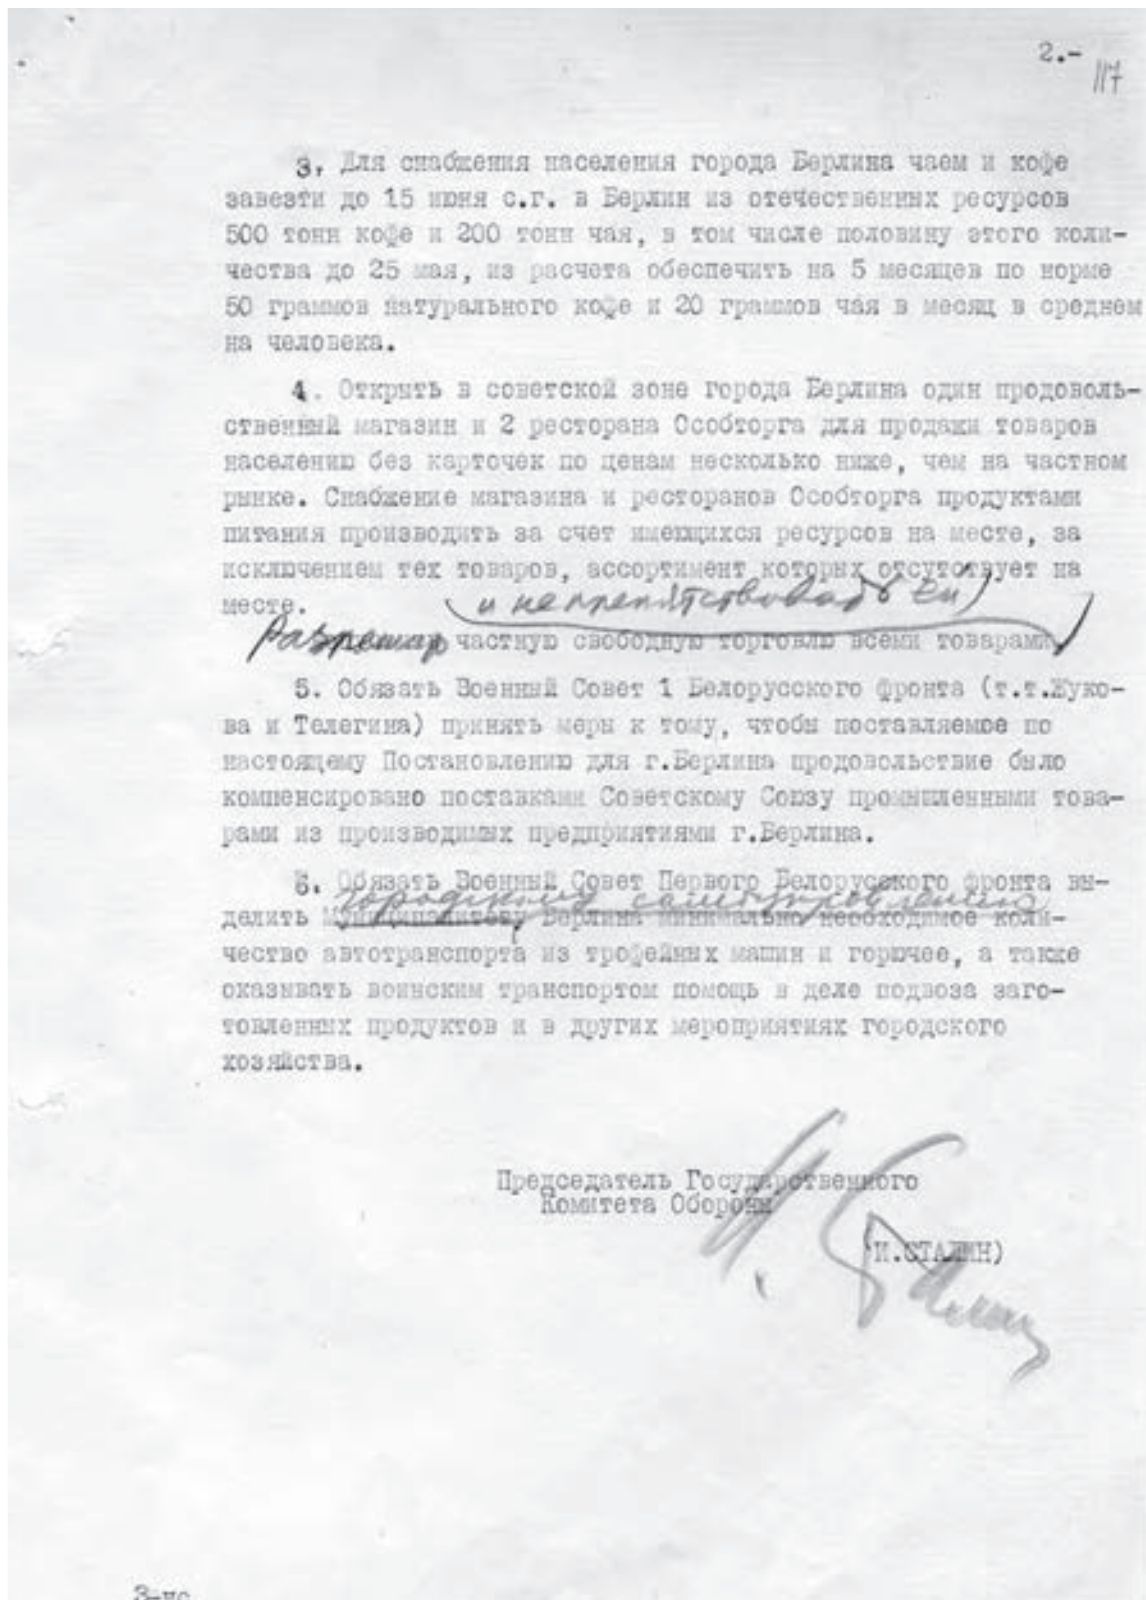 2.-
117
3. Для снабжения населения города Берлина чаем и кофе
завезти до 15 июня с.г. в Берлин из отечественных ресурсов
500 тонн кофе и 200 тонн чая, в том числе половину этого коли-
чества до 25 мая, из расчета обеспечить на 5 месяцев по норме
50 граммов натурального кофе и 20 граммов чая в месяц в среднем
на человека.
4. Открыть в советской зоне города Берлина один продоволь-
ственный магазин и 2 ресторана Особторга для продажи товаров
населению без карточек по ценам несколько ниже, чем на частном
рынке. Снабжение магазина и ресторанов Особторга продуктами
питания производить за счет имеющихся ресурсов на месте, за
исключением тех товаров, ассортимент которых отсутствует на
месте.
и не препятствовать ей
Разрешить частную свободную торговлю всеми товарами
5. Обязать Военный Совет 1 Белорусского фронта (т.т.Жуко-
ва и Телегина) принять меры к тому, чтобы поставляемое по
настоящему Постановлению для г.Берлина продовольствие было
компенсировано поставками Советскому Союзу промышленными това-
рами из производимых предприятиями г.Берлина.
6. Обязать Военный Совет Первого Белорусского фронта вы-
городскому самоуправлению
делить Муниципалитету Берлина минимально необходимое коли-
чество автотранспорта из трофейных машин и горючее, а также
оказывать воинским транспортом помощь в деле подвоза заго-
товленных продуктов и в других мероприятиях городского
хозяйства.
Председатель Государственного
Комитета Обороны
(И.СТАЛИН)
И. Сталин